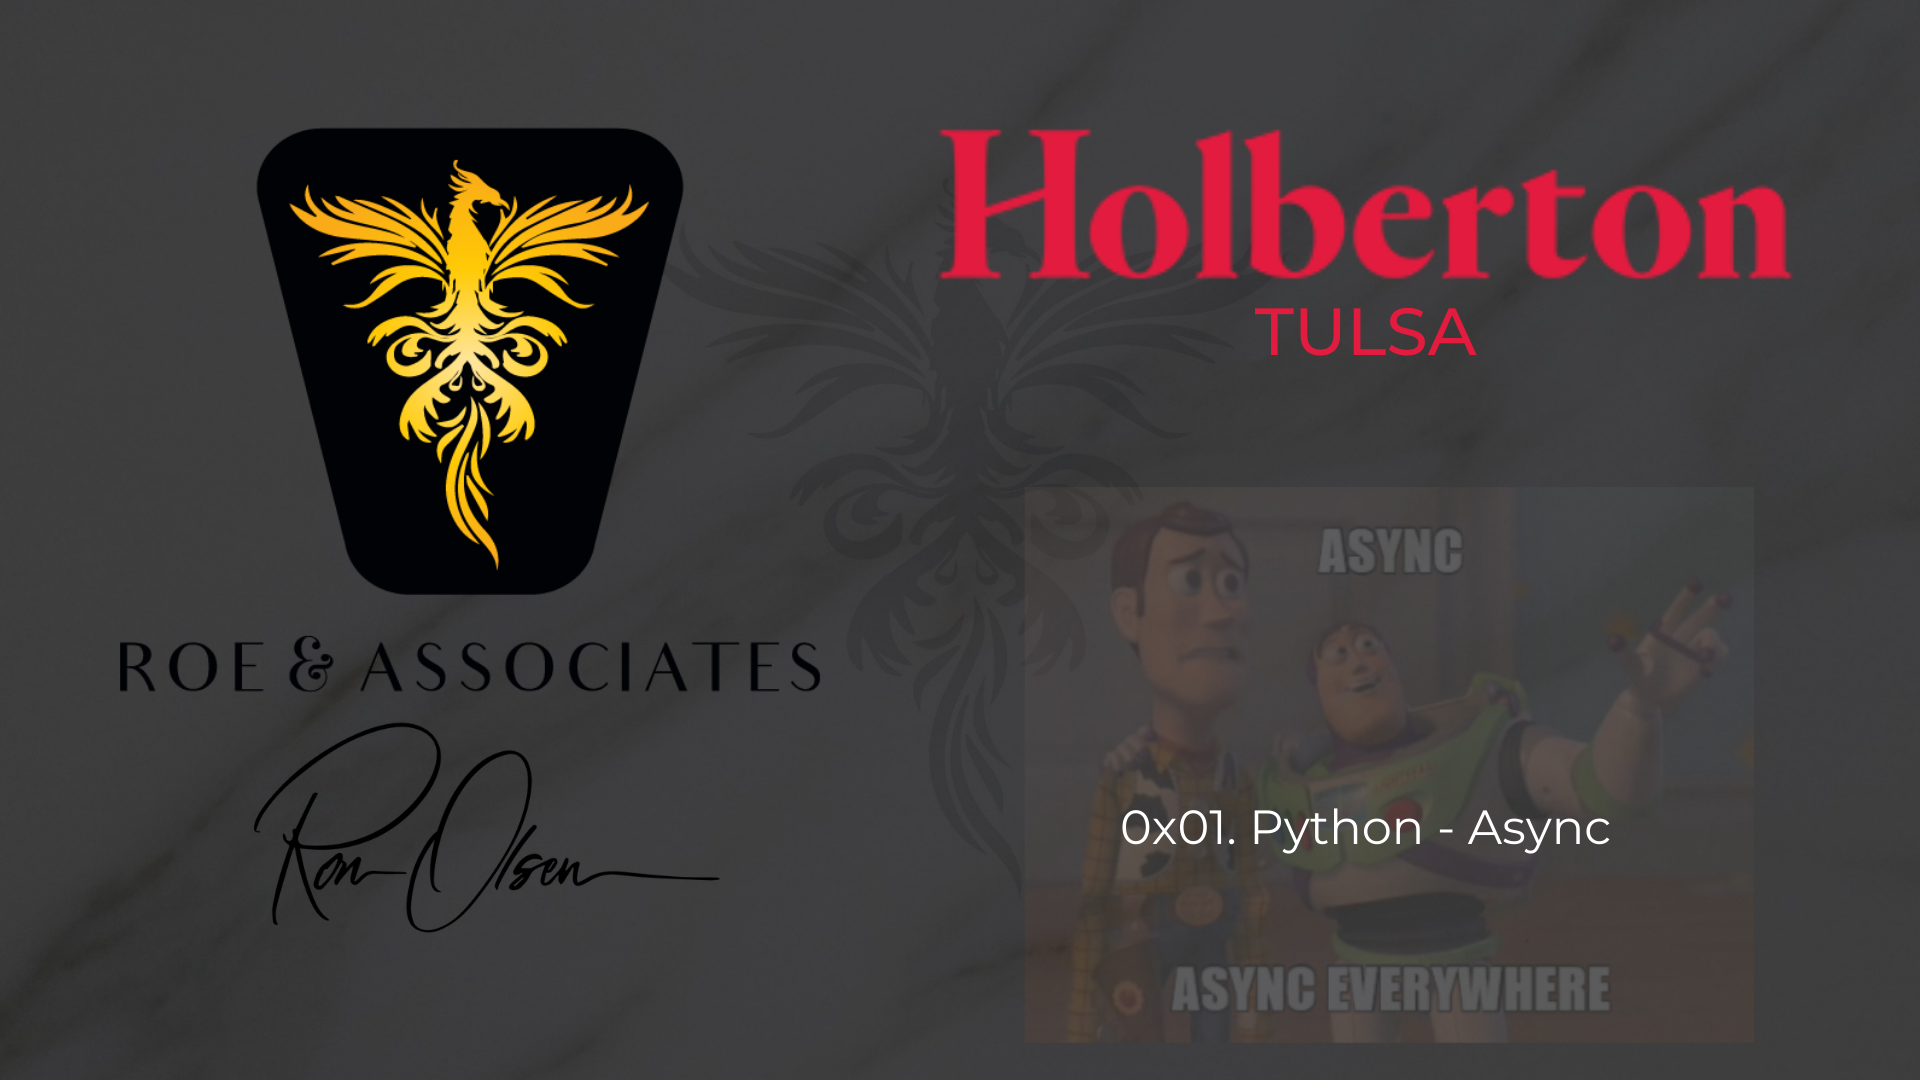 Holberton
TULSA
ROE & ASSOCIATES
Ron Olsen
ASYNC
0x01. Python - Async
ASYNC EVERYWHERE